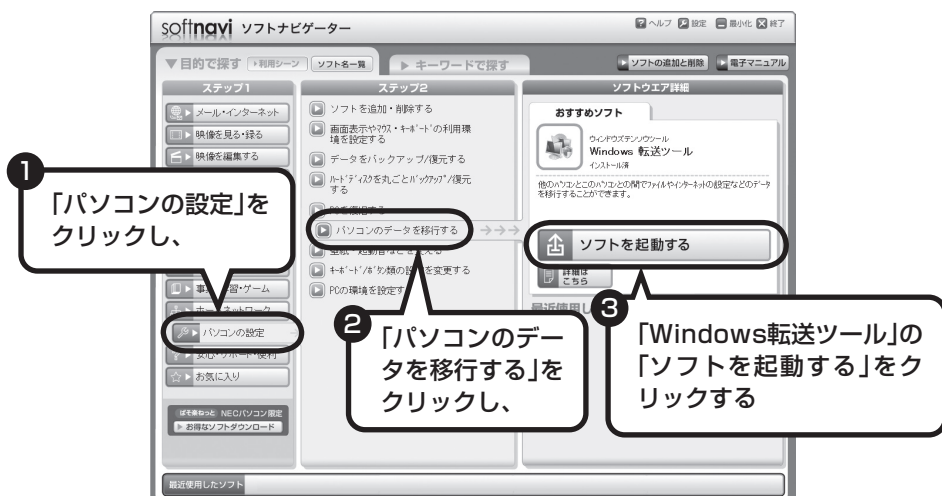 softnavi ソフトナビゲーター
ヘルプ 設定 最小化 終了
▼目的で探す 利用シーン ソフト名一覧
キーワードで探す
ソフトの追加と削除 電子マニュアル
ステップ1
メール・インターネット
映像を見る・録る
映像を編集する
パソコンの設定
お気に入り
ぱそ楽ねっと NECパソコン限定
お得なソフトダウンロード
ステップ2
ソフトを追加・削除する
画面表示やマウス・キーボードの利用環
境を設定する
データをバックアップ/復元する
ハードディスクを丸ごとバックアップ/復元
する
パソコンのデータを移行する
キーボード/ボタン類の設定を変更する
PCの環境を設定す
ソフトウエア詳細
おすすめソフト
ウィンドウズテンソウツール
Windows 転送ツール
インストール済
他のパソコンとこのパソコンとの間でファイルやインターネットの設定などのデータ
を移行することができます。
ソフトを起動する
詳細は
こちら
最近使用したソフト
1
「パソコンの設定」を
クリックし、
2
「パソコンのデー
タを移行する」を
クリックし、
3
「Windows転送ツール」の
「ソフトを起動する」をク
リックする